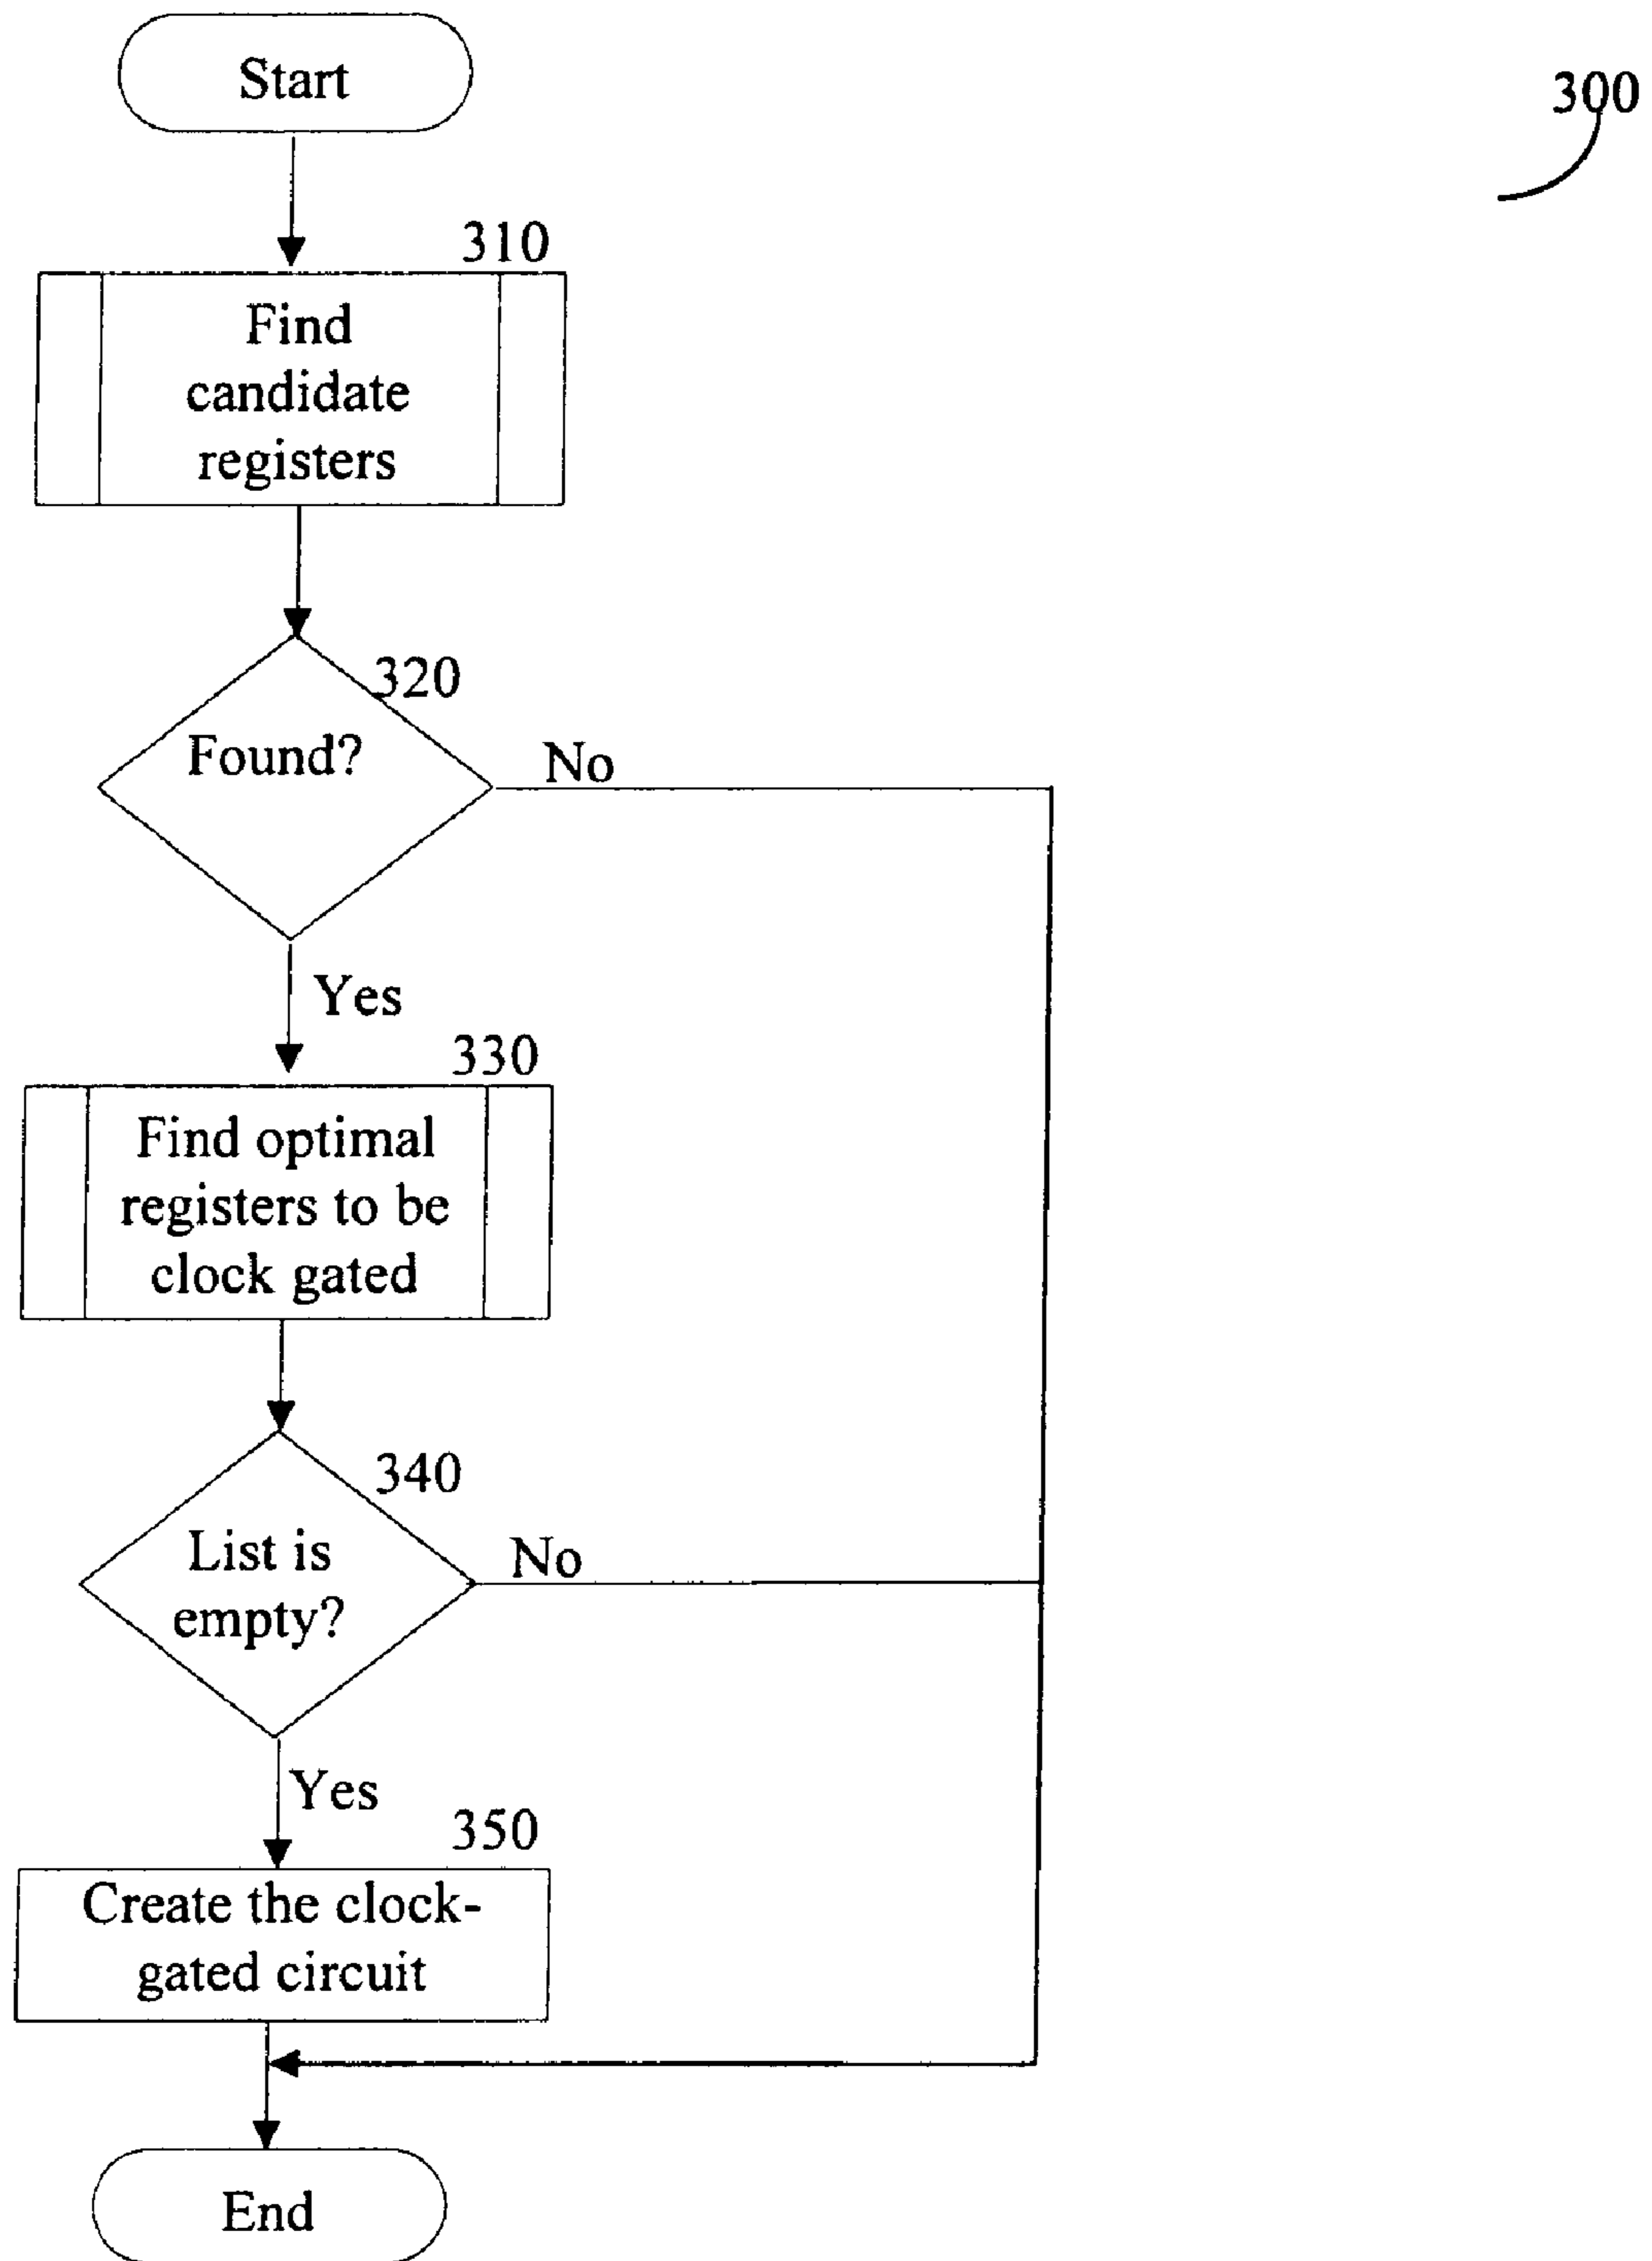 Start
300
310
Find
candidate
registers
320
Found?
No
Yes
330
Find optimal
registers to be
clock gated
340
List is
empty?
No
Yes
350
Create the clock-
gated circuit
End